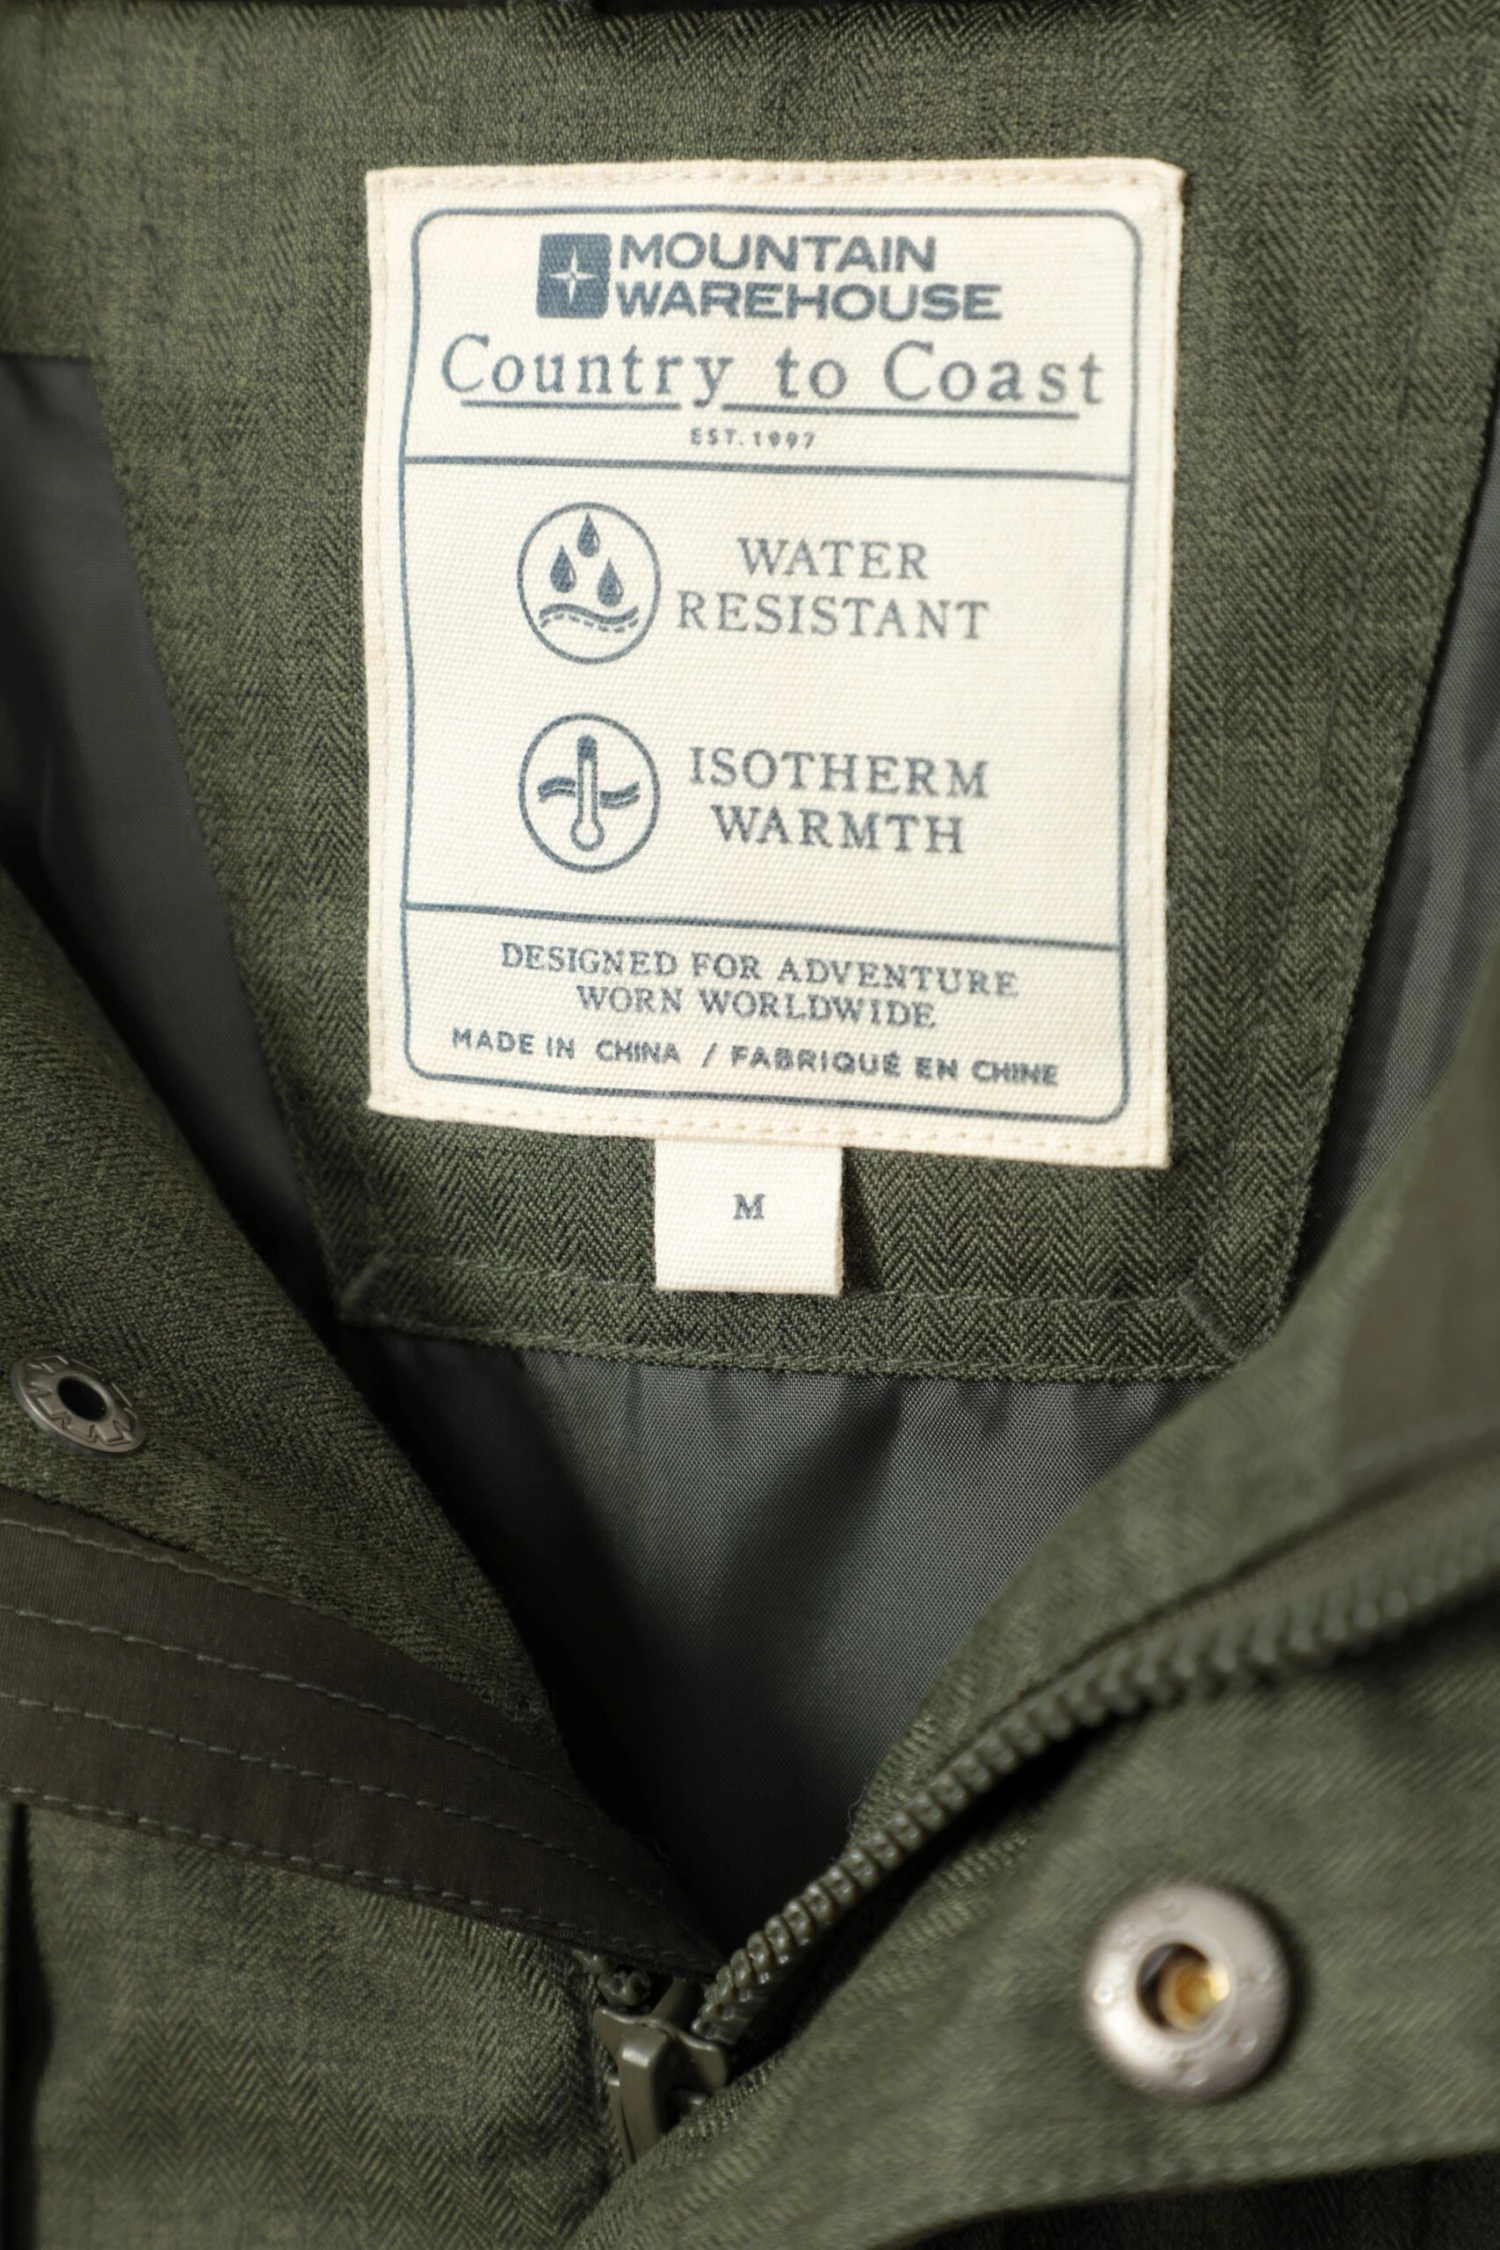 MOUNTAIN
WAREHOUSE
Country to Coast
EST. 1997
WATER
RESISTANT
ISOTHERM
WARMTH
DESIGNED FOR ADVENTURE
WORN WORLDWIDE
MADE IN CHINA / FABRIQUÉ EN CHINE
M